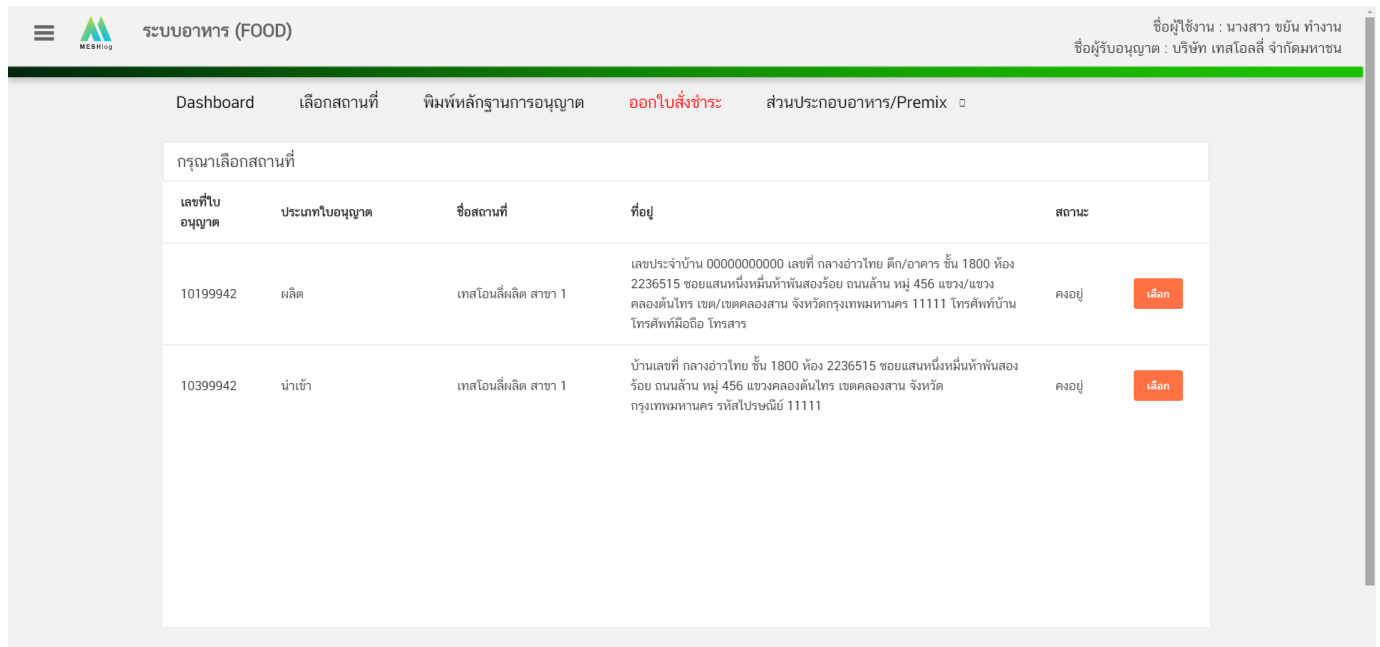 MESHlog
ระบบอาหาร (FOOD)
ชื่อผู้ใช้งาน : นางสาว ขยัน ทำงาน
ชื่อผู้รับอนุญาต : บริษัท เทสโอลลี่ จำกัดมหาชน
Dashboard เลือกสถานที่ พิมพ์หลักฐานการอนุญาต ออกใบสั่งชำระ ส่วนประกอบอาหาร/Premix
กรุณาเลือกสถานที่
เลขที่ใบ
อนุญาต
ประเภทใบอนุญาต ชื่อสถานที่ ที่อยู่ สถานะ
เลขประจำบ้าน 00000000000 เลขที่ กลางอ่าวไทย ตึก/อาคาร ชั้น 1800 ห้อง
2236515 ซอยแสนหนึ่งหมื่นห้าพันสองร้อย ถนนล้าน หมู่ 456 แขวง/แขวง
คลองต้นไทร เขต/เขตคลองสาน จังหวัดกรุงเทพมหานคร 11111 โทรศัพท์บ้าน
โทรศัพท์มือถือ โทรสาร
10199942 ผลิต เทสโอนลี่ผลิต สาขา 1 คงอยู่ เลือก
บ้านเลขที่ กลางอ่าวไทย ชั้น 1800 ห้อง 2236515 ซอยแสนหนึ่งหมื่นห้าพันสอง
ร้อย ถนนล้าน หมู่ 456 แขวงคลองต้นไทร เขตคลองสาน จังหวัด
กรุงเทพมหานคร รหัสไปรษณีย์ 11111
10399942 นำเข้า เทสโอนลี่ผลิต สาขา 1 คงอยู่ เลือก